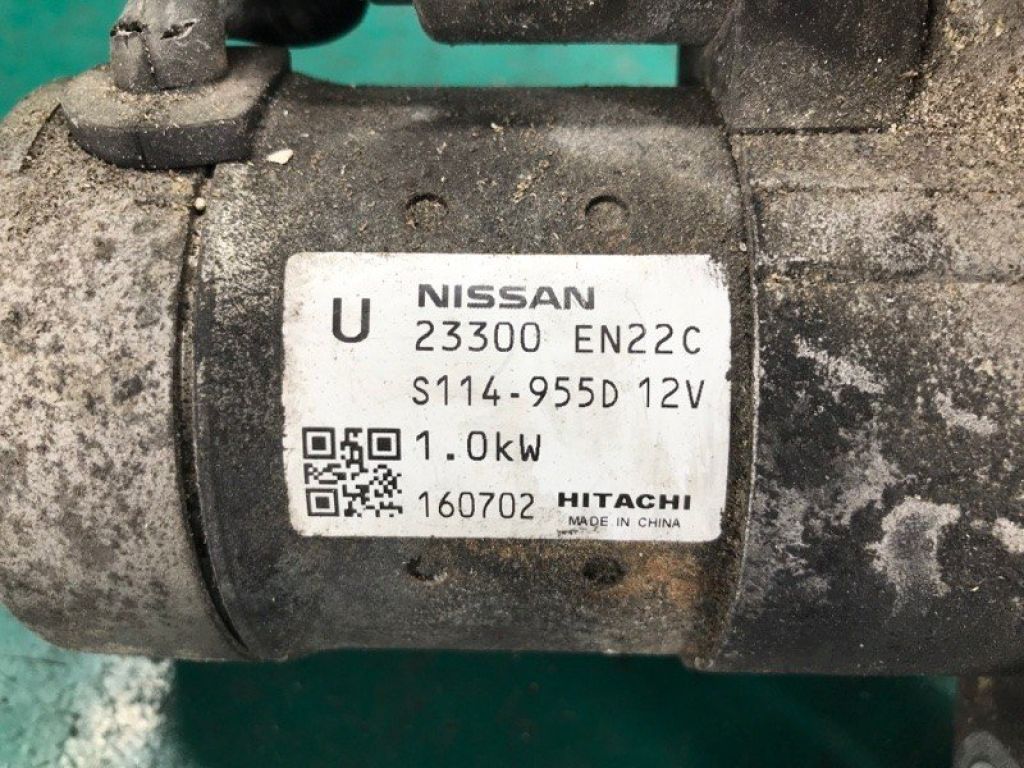 U
NISSAN
23300 EN22C
S114-955D 12V
1.0kW
160702 HITACHI
MADE IN CHINA